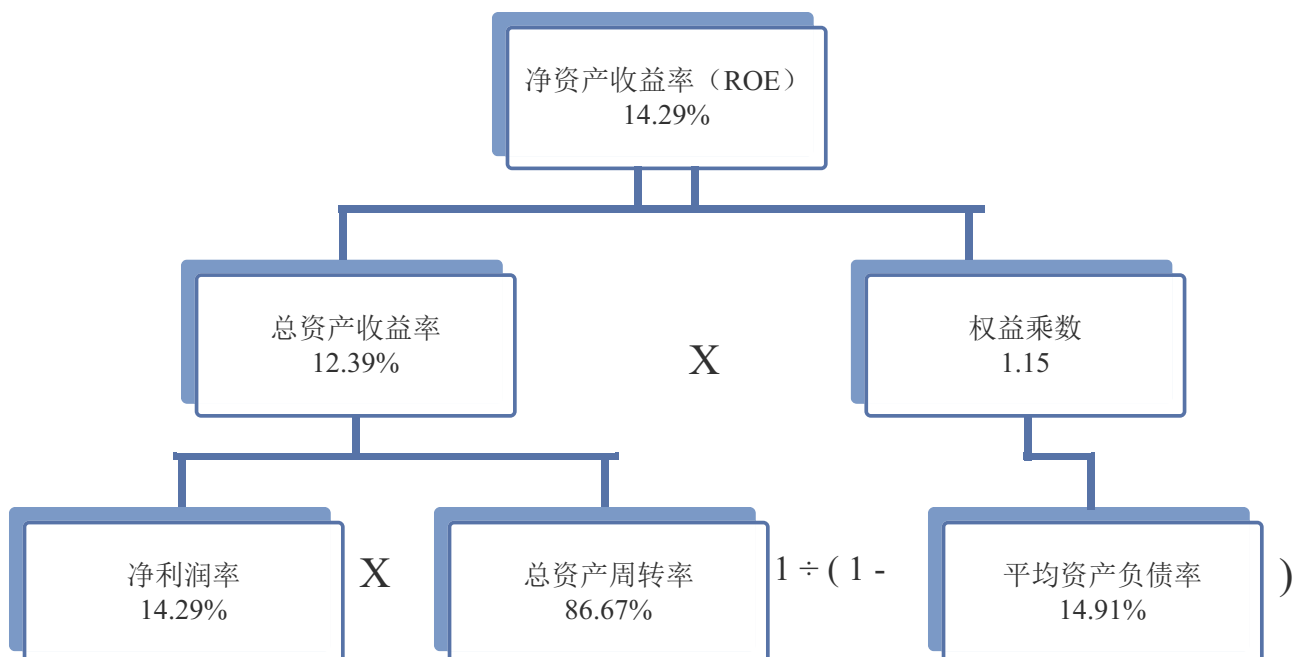 净资产收益率（ROE）
14.29%
总资产收益率
12.39%
X
权益乘数
1.15
净利润率
14.29%
X
总资产周转率
86.67%
1 ÷ ( 1 -
平均资产负债率
14.91%
)